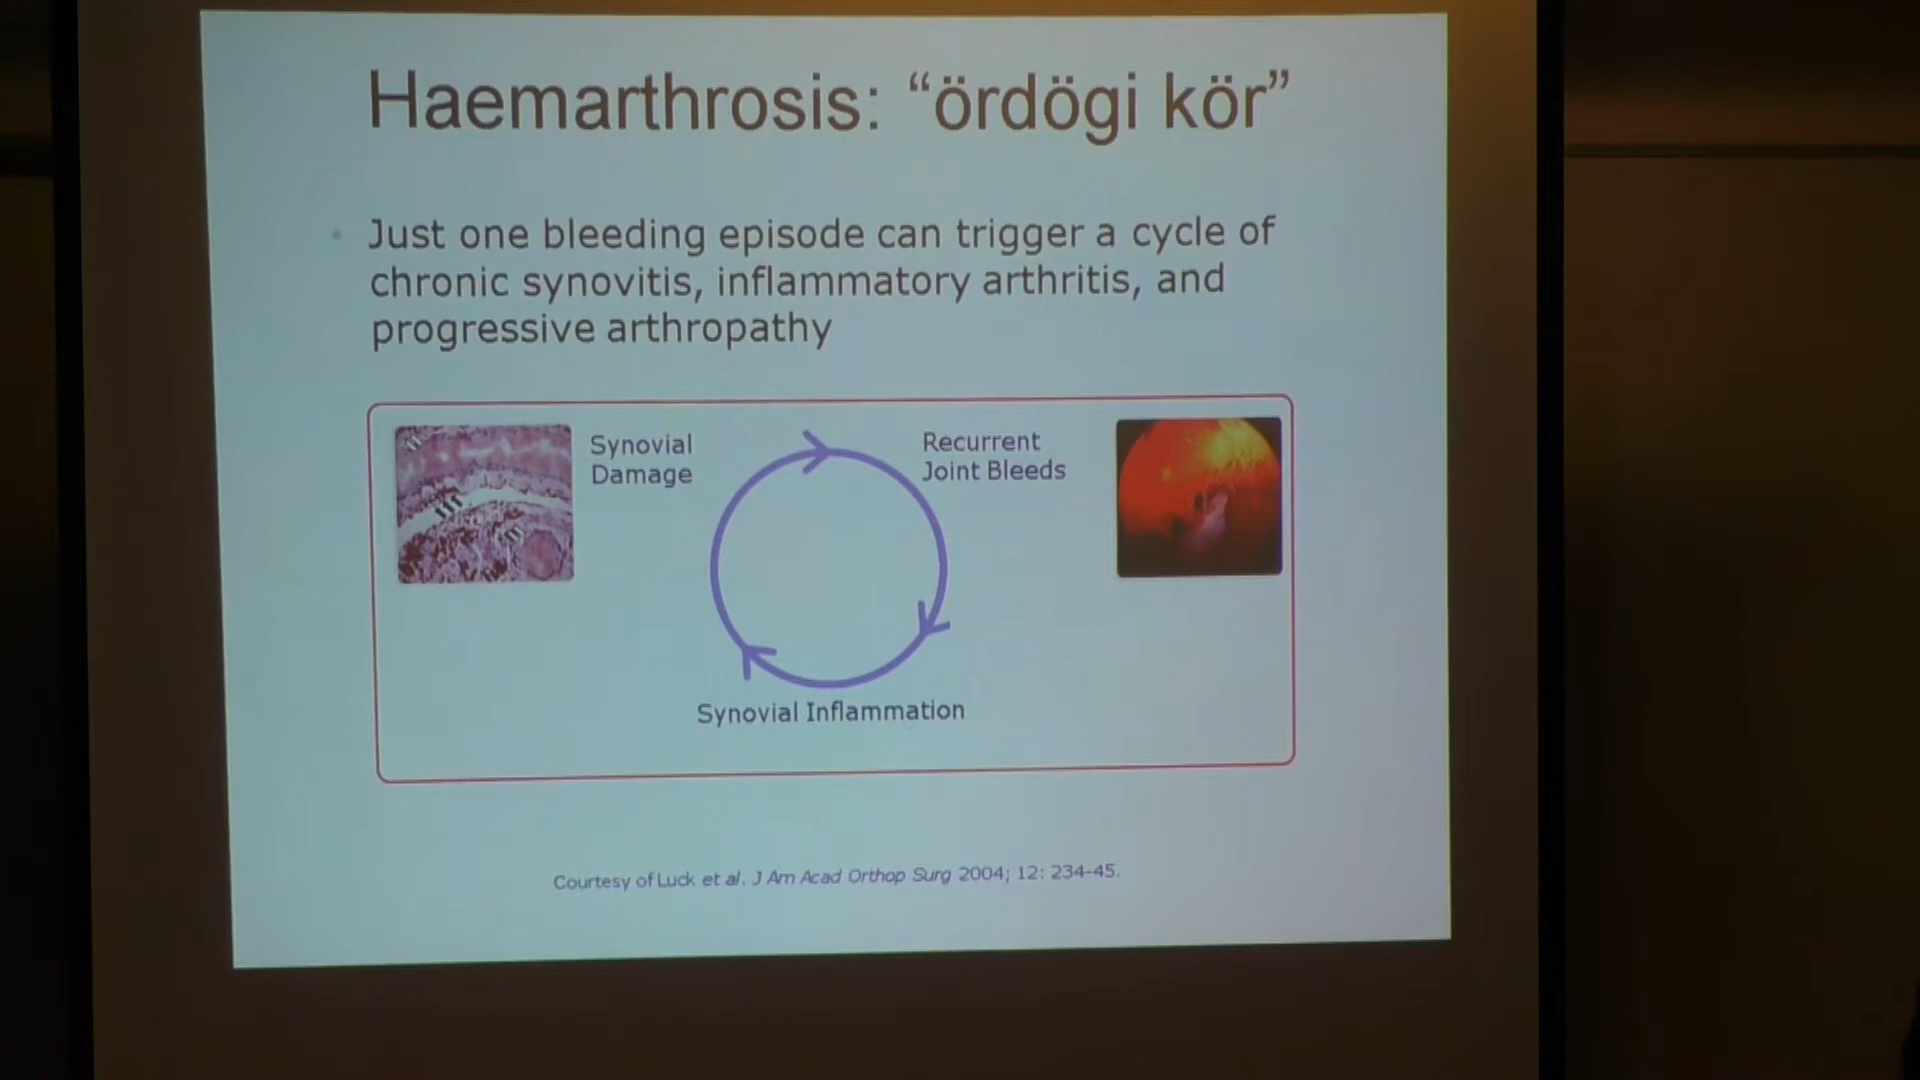 Haemarthrosis: “ördögi kör”
• Just one bleeding episode can trigger a cycle of
chronic synovitis, inflammatory arthritis, and
progressive arthropathy
Synovial
Damage
Recurrent
Joint Bleeds
Synovial Inflammation
Courtesy of Luck et al. J Am Acad Orthop Surg 2004; 12: 234-45.